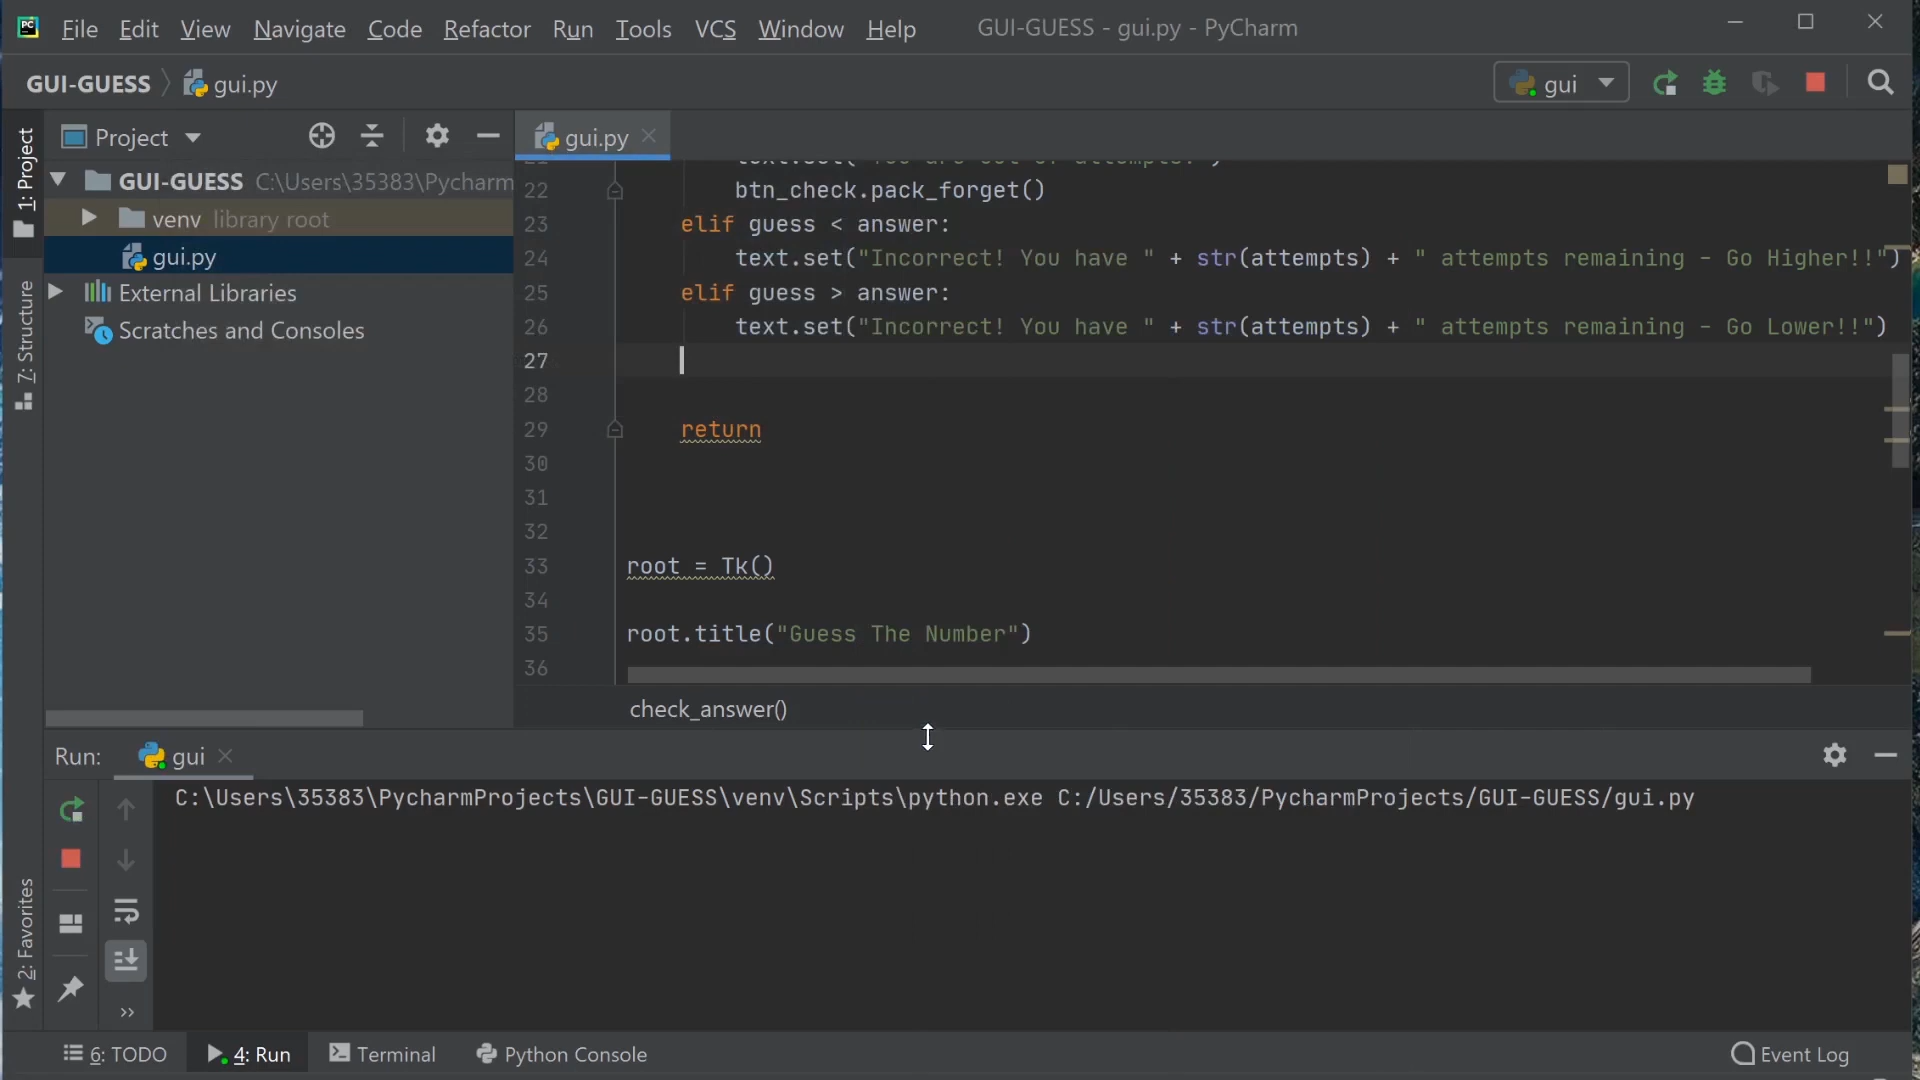 PC File Edit View Navigate Code Refactor Run Tools VCS Window Help GUI-GUESS - gui.py - PyCharm
GUI-GUESS gui.py gui
1: Project
7: Structure
2: Favorites
Project
GUI-GUESS C:\Users\35383\Pycharm
venv library root
gui.py
External Libraries
Scratches and Consoles
gui.py
22 btn_check.pack_forget()
23 elif guess < answer:
24 text.set("Incorrect! You have " + str(attempts) + " attempts remaining - Go Higher!!")
25 elif guess > answer:
26 text.set("Incorrect! You have " + str(attempts) + " attempts remaining - Go Lower!!")
27
28
29 return
30
31
32
33 root = Tk()
34
35 root.title("Guess The Number")
36
check_answer()
Run: gui
C:\Users\35383\PycharmProjects\GUI-GUESS\venv\Scripts\python.exe C:/Users/35383/PycharmProjects/GUI-GUESS/gui.py
6: TODO 4: Run Terminal Python Console Event Log